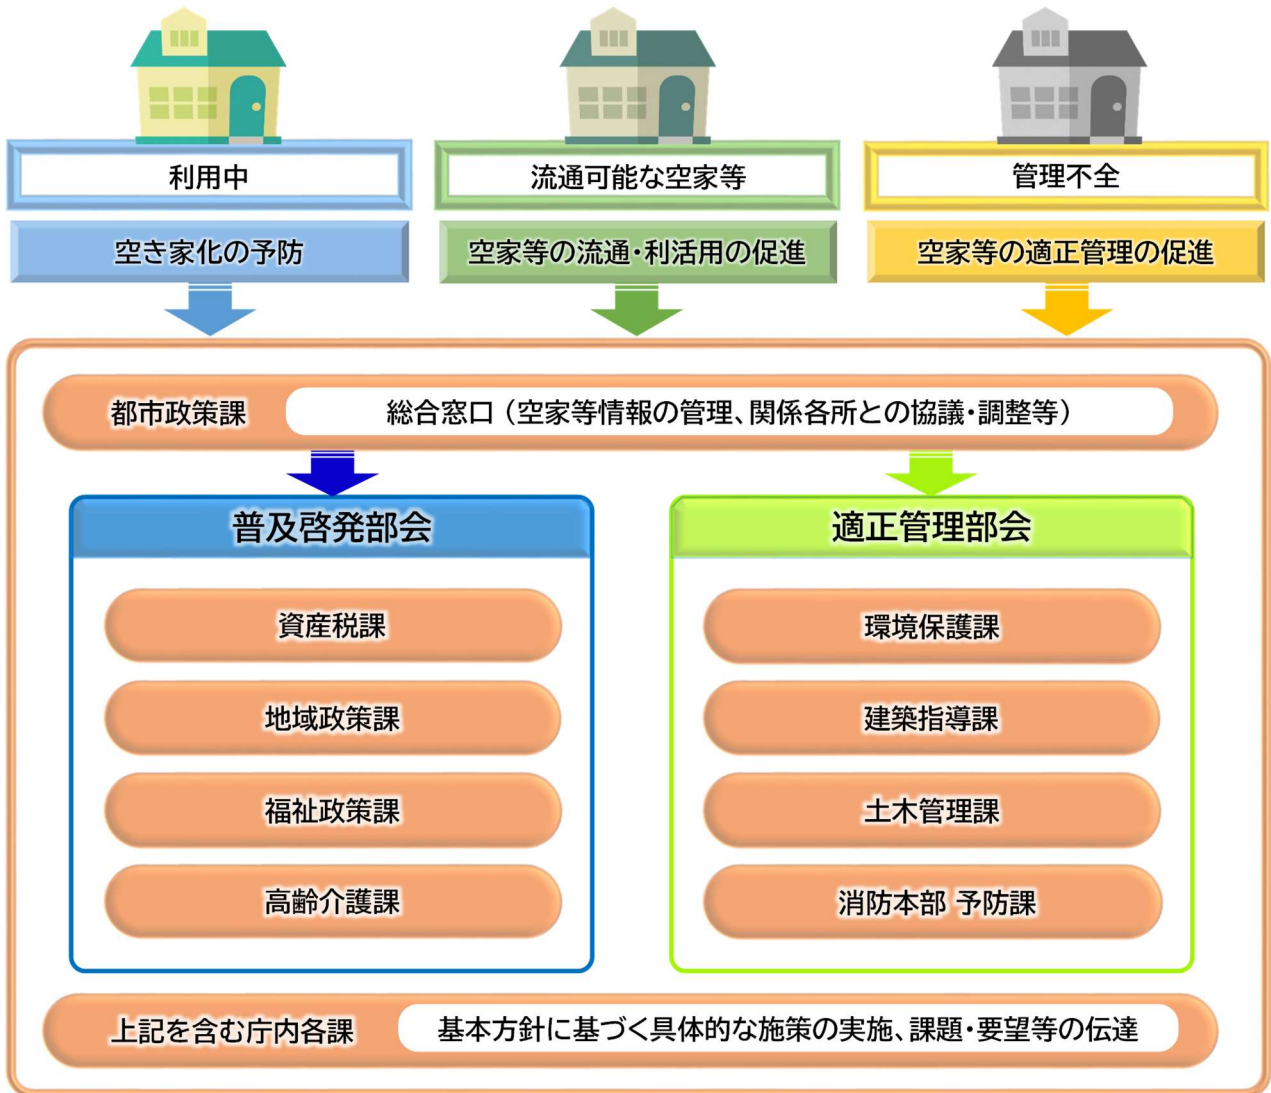 利用中
流通可能な空家等
管理不全
空き家化の予防
空家等の流通・利活用の促進
空家等の適正管理の促進
都市政策課
総合窓口（空家等情報の管理、関係各所との協議・調整等）
普及啓発部会
適正管理部会
資産税課
地域政策課
福祉政策課
高齢介護課
環境保護課
建築指導課
土木管理課
消防本部 予防課
上記を含む庁内各課
基本方針に基づく具体的な施策の実施、課題・要望等の伝達